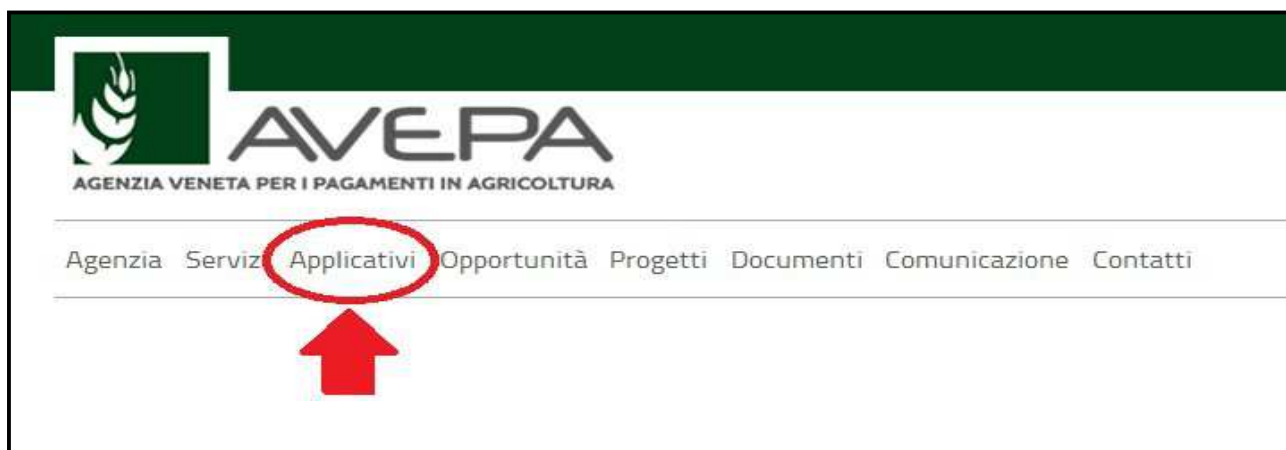 AVEPA
AGENZIA VENETA PER I PAGAMENTI IN AGRICOLTURA
Agenzia Servizi Applicativi Opportunità Progetti Documenti Comunicazione Contatti